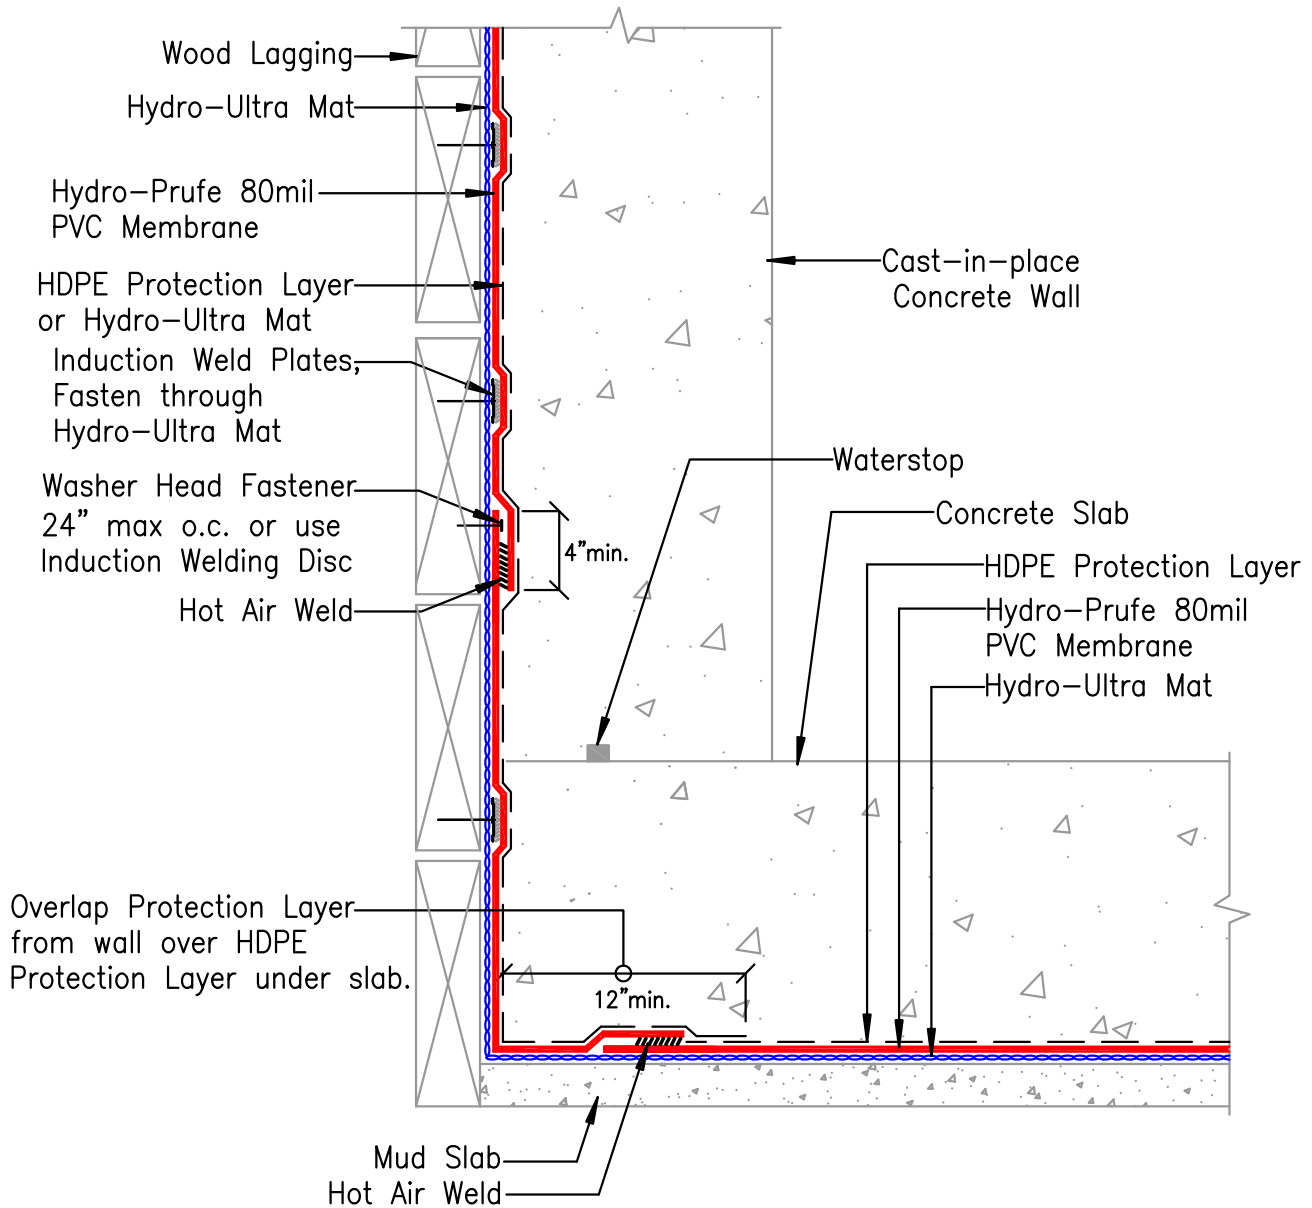 Wood Lagging
Hydro-Ultra Mat
Hydro-Prufe 80mil
PVC Membrane
HDPE Protection Layer
or Hydro-Ultra Mat
Induction Weld Plates,
Fasten through
Hydro-Ultra Mat
Washer Head Fastener
24" max o.c. or use
Induction Welding Disc
Hot Air Weld
4"min.
Cast-in-place
Concrete Wall
Waterstop
Concrete Slab
HDPE Protection Layer
Hydro-Prufe 80mil
PVC Membrane
Hydro-Ultra Mat
Overlap Protection Layer
from wall over HDPE
Protection Layer under slab.
12"min.
Mud Slab
Hot Air Weld